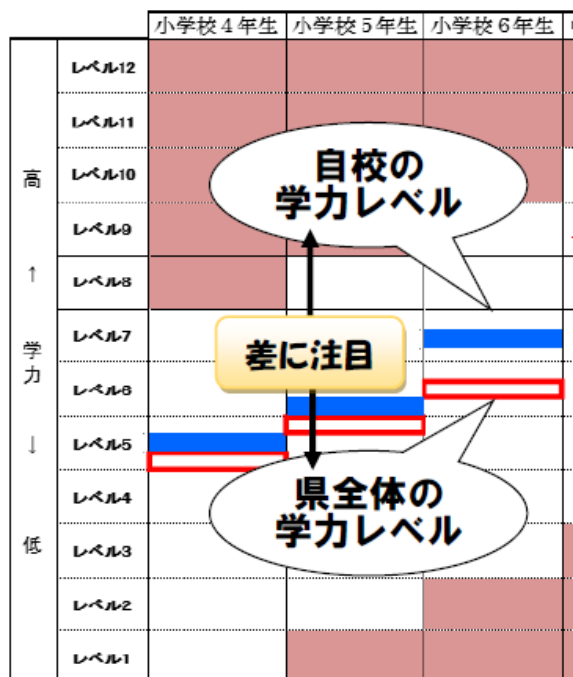 小学校４年生 小学校５年生 小学校６年生
レベル12
レベル11
高 レベル10
レベル9
↑ レベル8
学 レベル7
力 レベル6
↓ レベル5
レベル4
低 レベル3
レベル2
レベル1
自校の
学力レベル
差に注目
県全体の
学力レベル